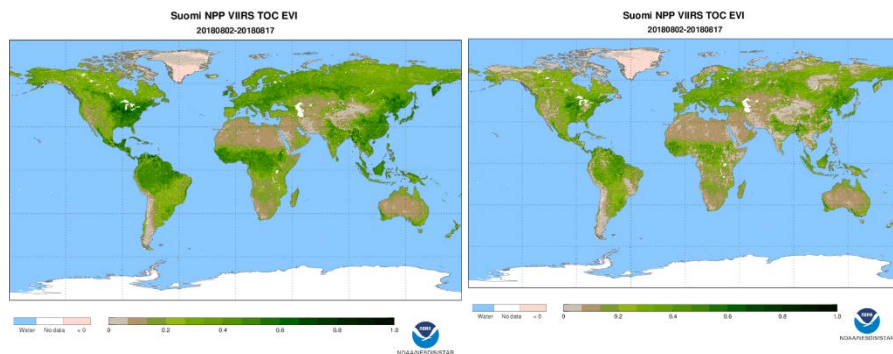 Suomi NPP VIIRS TOC EVI
20180802-20180817
Water No data < 0 0 0.2 0.4 0.6 0.8 1.0
NOAA
NOAA/NESDIS/STAR
Suomi NPP VIIRS TOC EVI
20180802-20180817
Water No data < 0 0 0.2 0.4 0.6 0.8 1.0
NOAA
NOAA/NESDIS/STAR